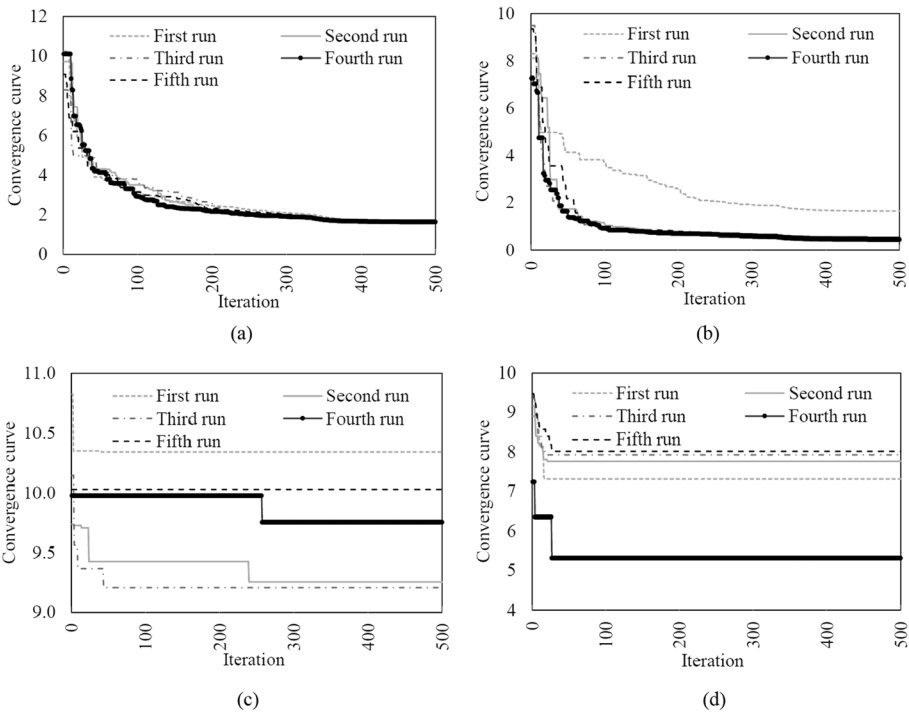 12
10
8
6
4
2
0
Convergence curve
First run
Second run
Third run
Fourth run
Fifth run
0
100
200
300
400
500
Iteration
(a)
10
8
6
4
2
0
Convergence curve
First run
Second run
Third run
Fourth run
Fifth run
0
100
200
300
400
500
Iteration
(b)
11.0
10.5
10.0
9.5
9.0
Convergence curve
First run
Second run
Third run
Fourth run
Fifth run
0
100
200
300
400
500
Iteration
(c)
10
9
8
7
6
5
4
Convergence curve
First run
Second run
Third run
Fourth run
Fifth run
0
100
200
300
400
500
Iteration
(d)